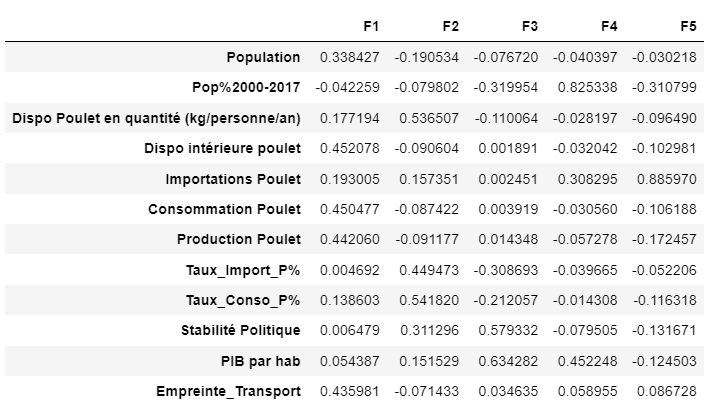 F1 F2 F3 F4 F5
Population 0.338427 -0.190534 -0.076720 -0.040397 -0.030218
Pop%2000-2017 -0.042259 -0.079802 -0.319954 0.825338 -0.310799
Dispo Poulet en quantité (kg/personne/an) 0.177194 0.536507 -0.110064 -0.028197 -0.096490
Dispo intérieure poulet 0.452078 -0.090604 0.001891 -0.032042 -0.102981
Importations Poulet 0.193005 0.157351 0.002451 0.308295 0.885970
Consommation Poulet 0.450477 -0.087422 0.003919 -0.030560 -0.106188
Production Poulet 0.442060 -0.091177 0.014348 -0.057278 -0.172457
Taux_Import_P% 0.004692 0.449473 -0.308693 -0.039665 -0.052206
Taux_Conso_P% 0.138603 0.541820 -0.212057 -0.014308 -0.116318
Stabilité Politique 0.006479 0.311296 0.579332 -0.079505 -0.131671
PIB par hab 0.054387 0.151529 0.634282 0.452248 -0.124503
Empreinte_Transport 0.435981 -0.071433 0.034635 0.058955 0.086728